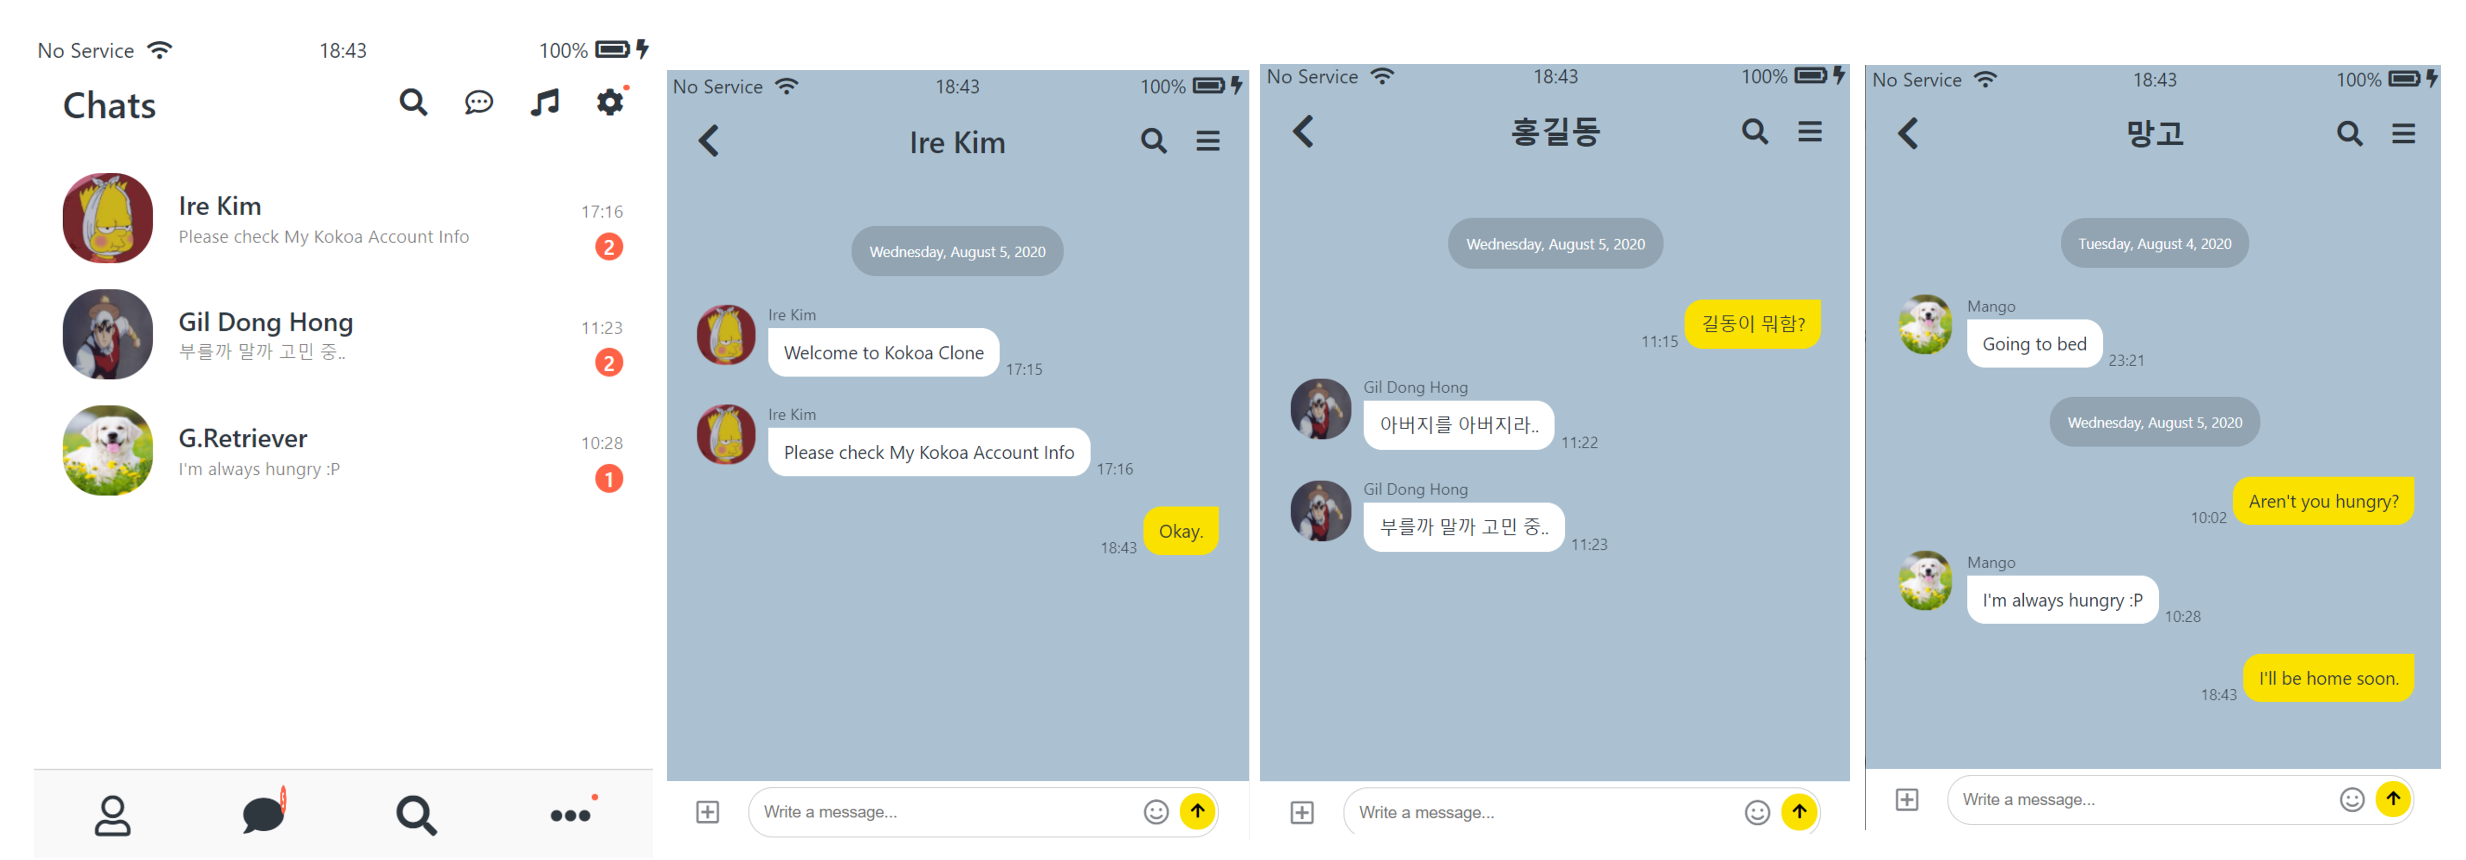 No Service 18:43 100%
Chats
Ire Kim
17:16
Please check My Kokoa Account Info
2
Gil Dong Hong
11:23
부를까 말까 고민 중..
2
G.Retriever
10:28
I'm always hungry :P
1
No Service 18:43 100%
Ire Kim
Wednesday, August 5, 2020
Ire Kim
Welcome to Kokoa Clone
17:15
Ire Kim
Please check My Kokoa Account Info
17:16
Okay.
18:43
Write a message...
No Service 18:43 100%
홍길동
Wednesday, August 5, 2020
길동이 뭐함?
11:15
Gil Dong Hong
아버지를 아버지라..
11:22
Gil Dong Hong
부를까 말까 고민 중..
11:23
Write a message...
No Service 18:43 100%
망고
Tuesday, August 4, 2020
Mango
Going to bed
23:21
Wednesday, August 5, 2020
Aren't you hungry?
10:02
Mango
I'm always hungry :P
10:28
I'll be home soon.
18:43
Write a message...